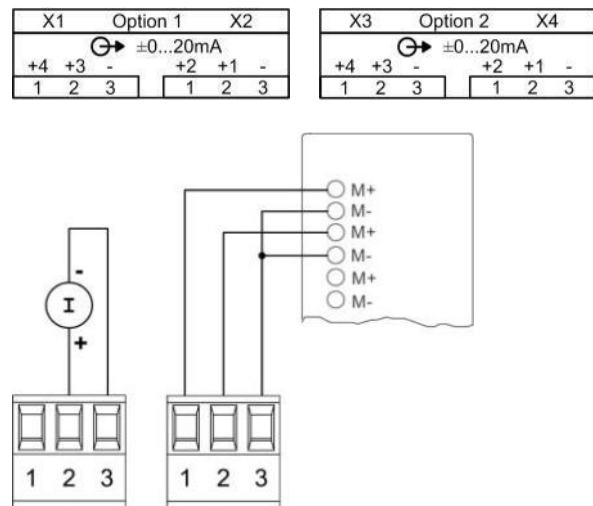 X1 Option 1 X2
±0...20mA
+4 +3 - +2 +1 -
1 2 3 1 2 3
X3 Option 2 X4
±0...20mA
+4 +3 - +2 +1 -
1 2 3 1 2 3
M+
M-
M+
M-
M+
M-
-
I
+
1 2 3
1 2 3